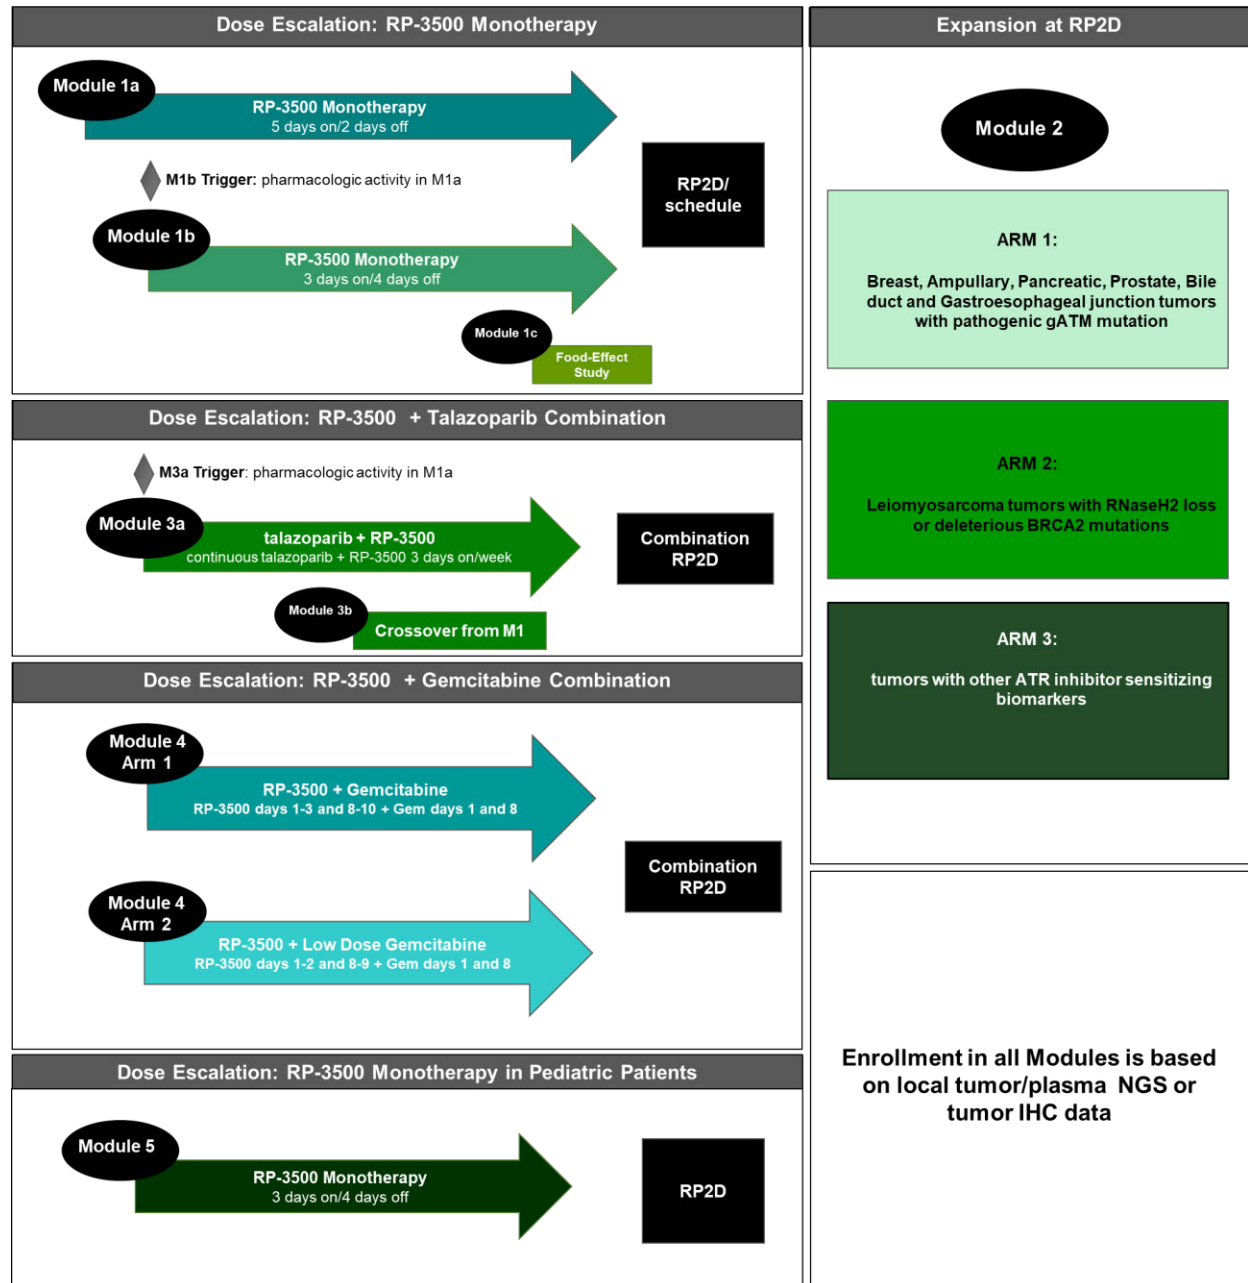 Dose Escalation: RP-3500 Monotherapy
Module 1a
RP-3500 Monotherapy
5 days on/2 days off
M1b Trigger: pharmacologic activity in M1a
Module 1b
RP-3500 Monotherapy
3 days on/4 days off
RP2D/
schedule
Module 1c
Food-Effect
Study
Dose Escalation: RP-3500 + Talazoparib Combination
M3a Trigger: pharmacologic activity in M1a
Module 3a
talazoparib + RP-3500
continuous talazoparib + RP-3500 3 days on/week
Combination
RP2D
Module 3b
Crossover from M1
Dose Escalation: RP-3500 + Gemcitabine Combination
Module 4
Arm 1
RP-3500 + Gemcitabine
RP-3500 days 1-3 and 8-10 + Gem days 1 and 8
Combination
RP2D
Module 4
Arm 2
RP-3500 + Low Dose Gemcitabine
RP-3500 days 1-2 and 8-9 + Gem days 1 and 8
Dose Escalation: RP-3500 Monotherapy in Pediatric Patients
Module 5
RP-3500 Monotherapy
3 days on/4 days off
RP2D
Expansion at RP2D
Module 2
ARM 1:
Breast, Ampullary, Pancreatic, Prostate, Bile
duct and Gastroesophageal junction tumors
with pathogenic gATM mutation
ARM 2:
Leiomyosarcoma tumors with RNaseH2 loss
or deleterious BRCA2 mutations
ARM 3:
tumors with other ATR inhibitor sensitizing
biomarkers
Enrollment in all Modules is based
on local tumor/plasma NGS or
tumor IHC data